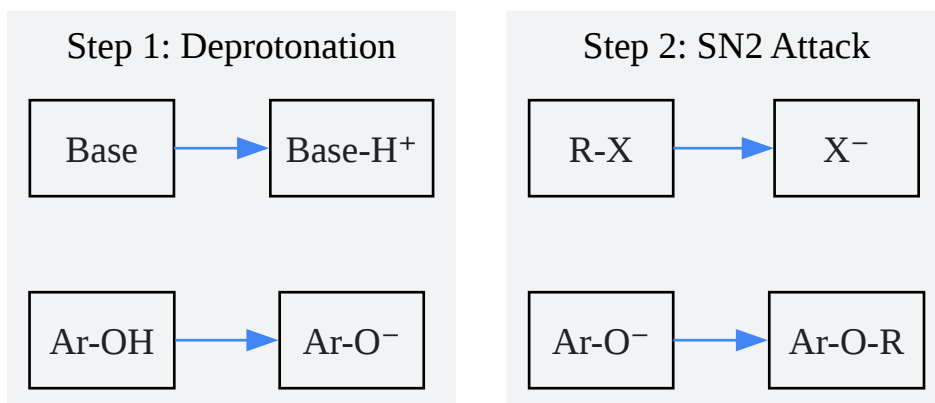 Step 1: Deprotonation
Base
Base-H⁺
Ar-OH
Ar-O⁻
Step 2: SN2 Attack
R-X
X⁻
Ar-O⁻
Ar-O-R